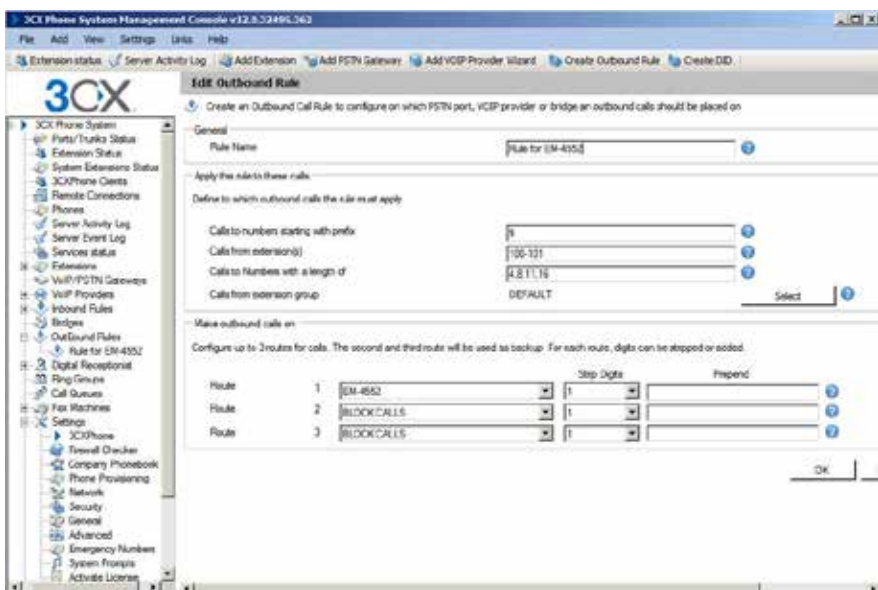 3CX Phone System Management Console v12.0.32496.362
File Add View Settings Links Help
Extension status Server Activity Log Add Extension Add PSTN Gateway Add VOIP Provider Wizard Create Outbound Rule Create DID
3CX
Edit Outbound Rule
Create an Outbound Call Rule to configure on which PSTN port, VOIP provider or bridge an outbound calls should be placed on
General
Rule Name Rule for EM-4552
Apply this rule to these calls
Define to which outbound calls the rule must apply
Calls to numbers starting with prefix
Calls from extension(s) 100-101
Calls to Numbers with a length of 4,8,11,16
Calls from extension group DEFAULT Select
Make outbound calls on
Configure up to 3 routes for calls. The second and third route will be used as backup. For each route, digits can be stripped or added.
Strip Digits Prepend
Route 1 EM-4552 1
Route 2 BLOCK CALLS 1
Route 3 BLOCK CALLS 1
OK
3CX Phone System
Ports/Trunks Status
Extension Status
System Extensions Status
3CXPhone Clients
Remote Connections
Phones
Server Activity Log
Server Event Log
Services status
Extensions
VoIP/PSTN Gateways
VoIP Providers
Inbound Rules
Bridges
OutBound Rules
Rule for EM-4552
Digital Receptionist
Ring Groups
Call Queues
Fax Machines
Settings
3CXPhone
Firewall Checker
Company Phonebook
Phone Provisioning
Network
Security
General
Advanced
Emergency Numbers
System Prompts
Activate License